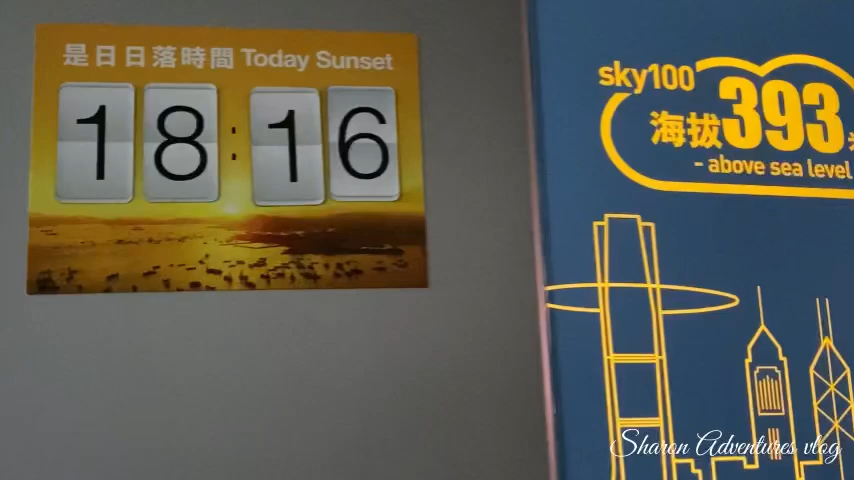 是日日落時間 Today Sunset
18:16
sky100
海拔393
- above sea level
Sharon Adventures vlog